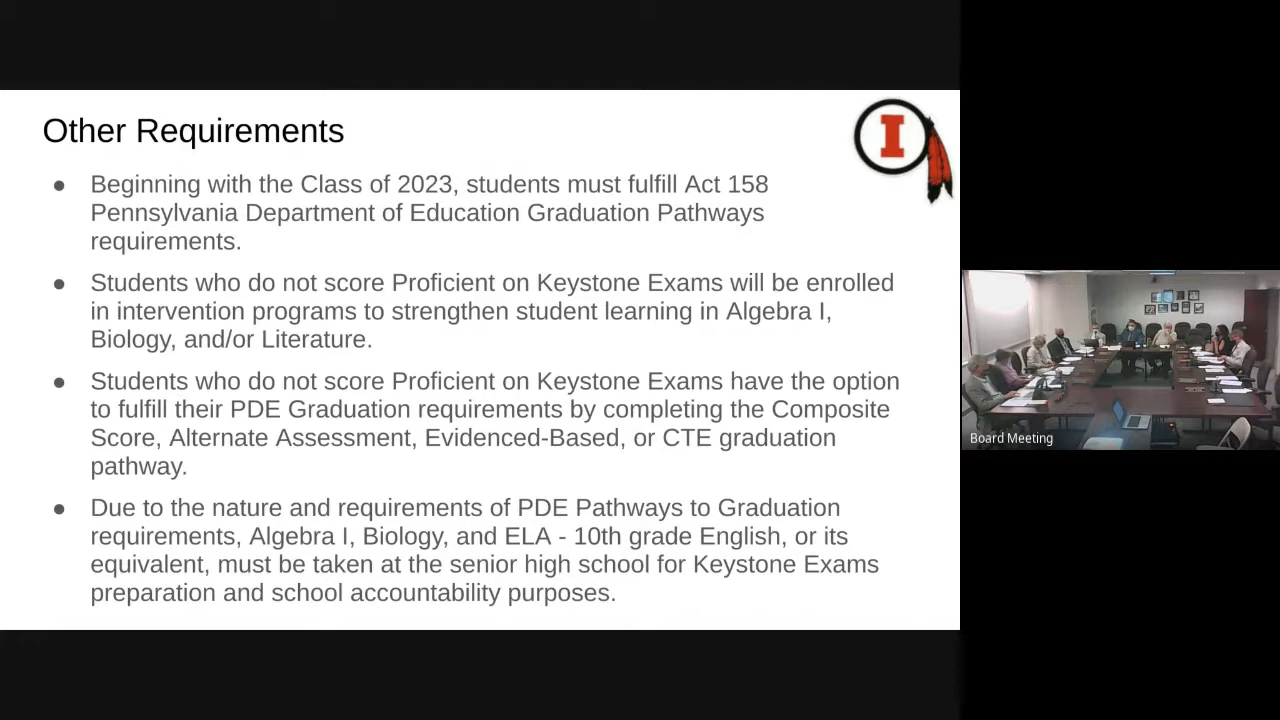 Other Requirements
● Beginning with the Class of 2023, students must fulfill Act 158
Pennsylvania Department of Education Graduation Pathways
requirements.
● Students who do not score Proficient on Keystone Exams will be enrolled
in intervention programs to strengthen student learning in Algebra I,
Biology, and/or Literature.
● Students who do not score Proficient on Keystone Exams have the option
to fulfill their PDE Graduation requirements by completing the Composite
Score, Alternate Assessment, Evidenced-Based, or CTE graduation
pathway.
● Due to the nature and requirements of PDE Pathways to Graduation
requirements, Algebra I, Biology, and ELA - 10th grade English, or its
equivalent, must be taken at the senior high school for Keystone Exams
preparation and school accountability purposes.
I
Board Meeting